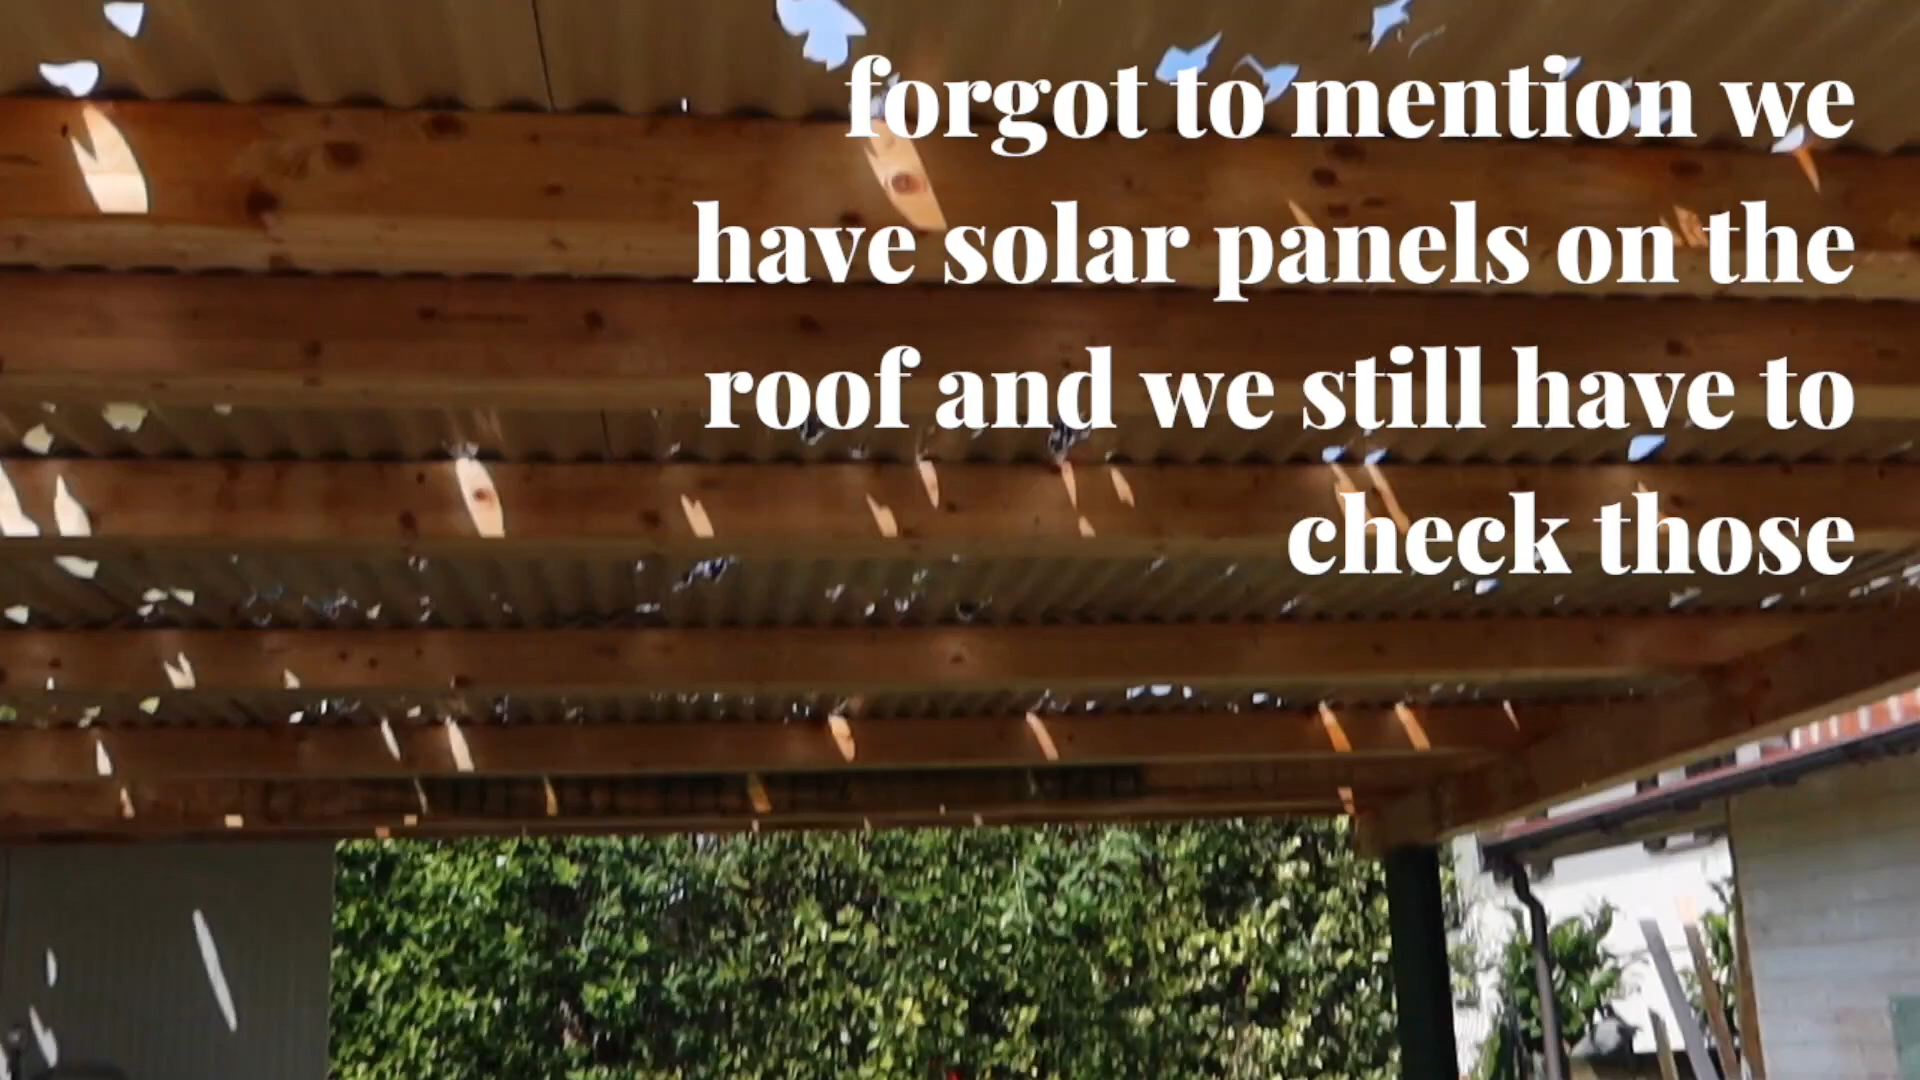 forgot to mention we
have solar panels on the
roof and we still have to
check those